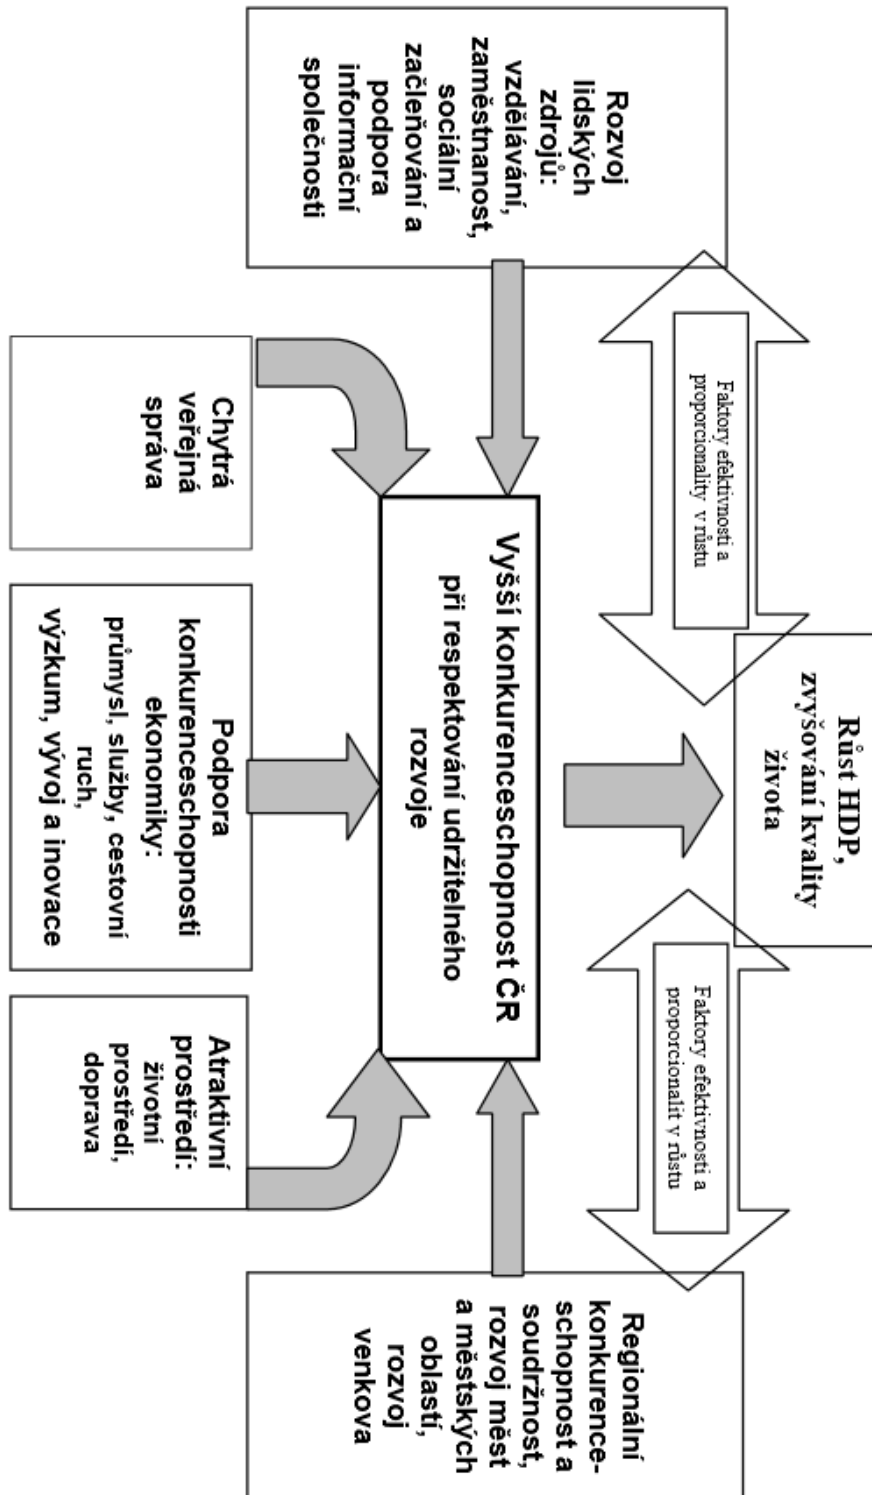 Růst HDP,
zvyšování kvality
života
Faktory efektivnosti a
proporcionality v růstu
Faktory efektivnosti a
proporcionalit v růstu
Rozvoj
lidských
zdrojů:
vzdělávání,
zaměstnanost,
sociální
začleňování a
podpora
informační
společnosti
Vyšší konkurenceschopnost ČR
při respektování udržitelného
rozvoje
Regionální
konkurence-
schopnost a
soudržnost,
rozvoj měst
a městských
oblastí,
rozvoj
venkova
Chytrá
veřejná
správa
Podpora
konkurenceschopnosti
ekonomiky:
průmysl, služby, cestovní
ruch,
výzkum, vývoj a inovace
Atraktivní
prostředí:
životní
prostředí,
doprava